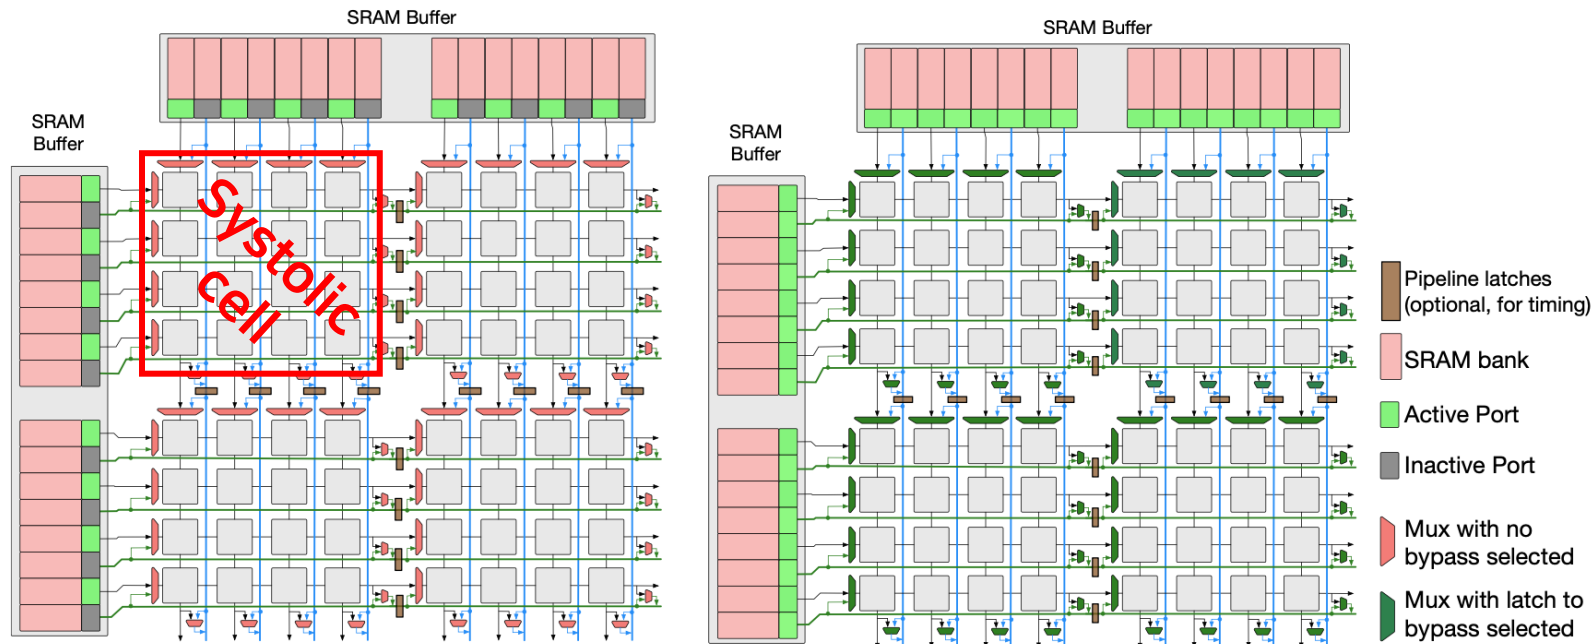 SRAM Buffer
SRAM
Buffer
Systolic
cell
SRAM Buffer
SRAM
Buffer
Pipeline latches
(optional, for timing)
SRAM bank
Active Port
Inactive Port
Mux with no
bypass selected
Mux with latch to
bypass selected